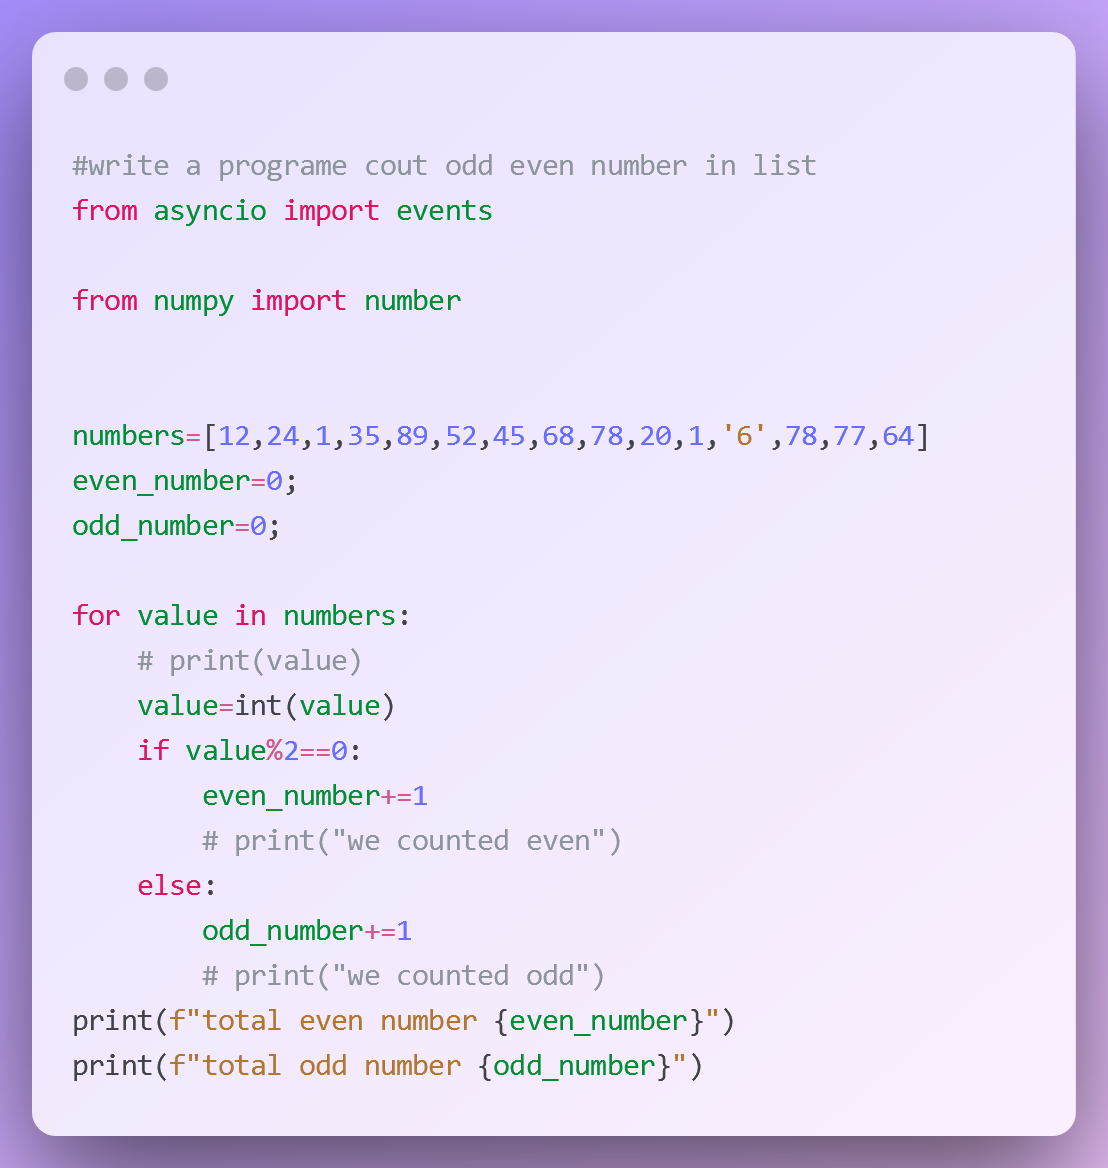 #write a programe cout odd even number in list
from asyncio import events
from numpy import number
numbers=[12,24,1,35,89,52,45,68,78,20,1,'6',78,77,64]
even_number=0;
odd_number=0;
for value in numbers:
    # print(value)
    value=int(value)
    if value%2==0:
        even_number+=1
        # print("we counted even")
    else:
        odd_number+=1
        # print("we counted odd")
print(f"total even number {even_number}")
print(f"total odd number {odd_number}")